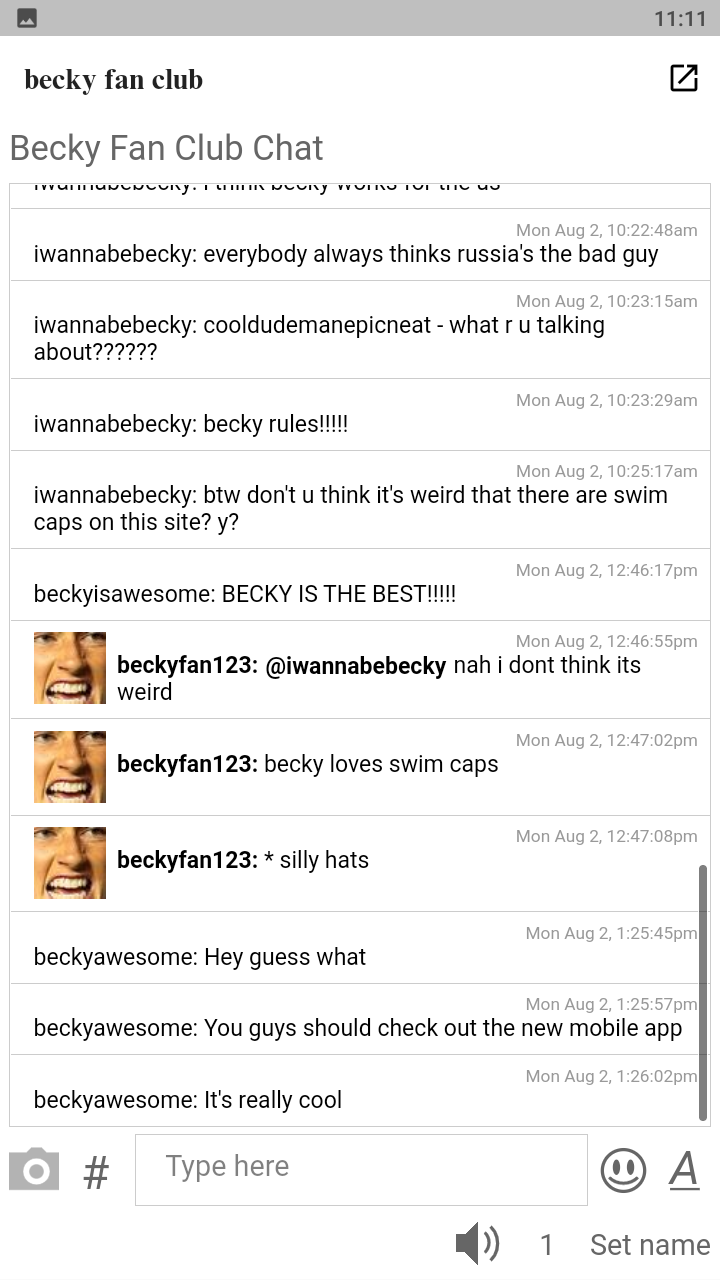 11:11
becky fan club
Becky Fan Club Chat
iwannabebecky: i think becky works for the us
Mon Aug 2, 10:22:48am
iwannabebecky: everybody always thinks russia's the bad guy
Mon Aug 2, 10:23:15am
iwannabebecky: cooldudemanepicneat - what r u talking
about??????
Mon Aug 2, 10:23:29am
iwannabebecky: becky rules!!!!!
Mon Aug 2, 10:25:17am
iwannabebecky: btw don't u think it's weird that there are swim
caps on this site? y?
Mon Aug 2, 12:46:17pm
beckyisawesome: BECKY IS THE BEST!!!!!
Mon Aug 2, 12:46:55pm
beckyfan123: @iwannabebecky nah i dont think its
weird
Mon Aug 2, 12:47:02pm
beckyfan123: becky loves swim caps
Mon Aug 2, 12:47:08pm
beckyfan123: * silly hats
Mon Aug 2, 1:25:45pm
beckyawesome: Hey guess what
Mon Aug 2, 1:25:57pm
beckyawesome: You guys should check out the new mobile app
Mon Aug 2, 1:26:02pm
beckyawesome: It's really cool
# Type here A
1 Set name